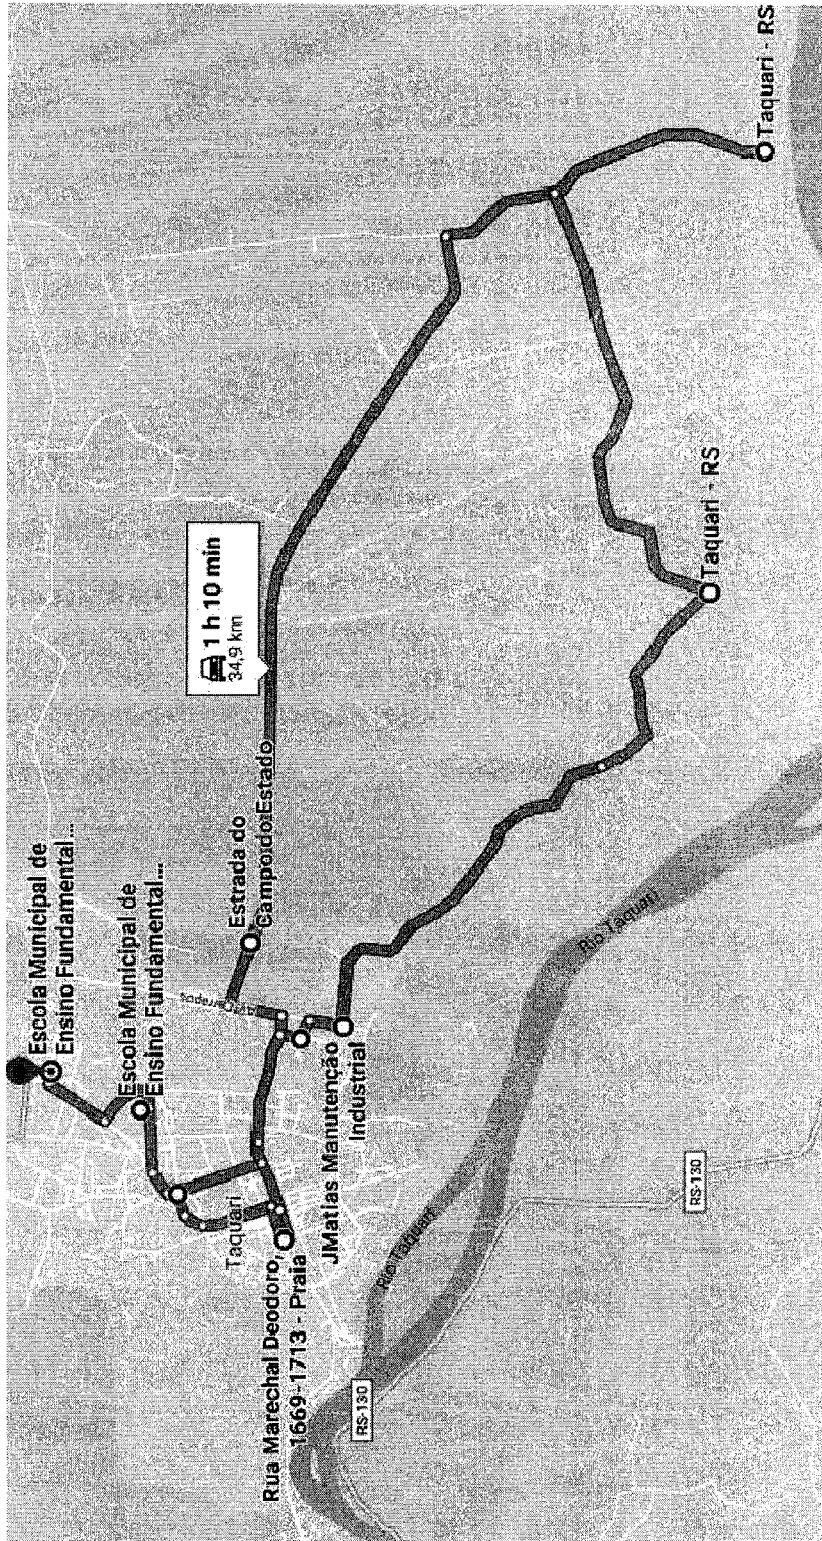 Escola Municipal de
Ensino Fundamental...
Escola Municipal de
Ensino Fundamental...
Estrada do
Campo do Estado
1 h 10 min
34,9 km
Taquari - RS
Taquari - RS
JMatias Manutenção
Industrial
Taquari
Rua Marechal Deodoro,
1669-1713 - Praia
Rio Taquari
Rio Taquari
RS-130
RS-130